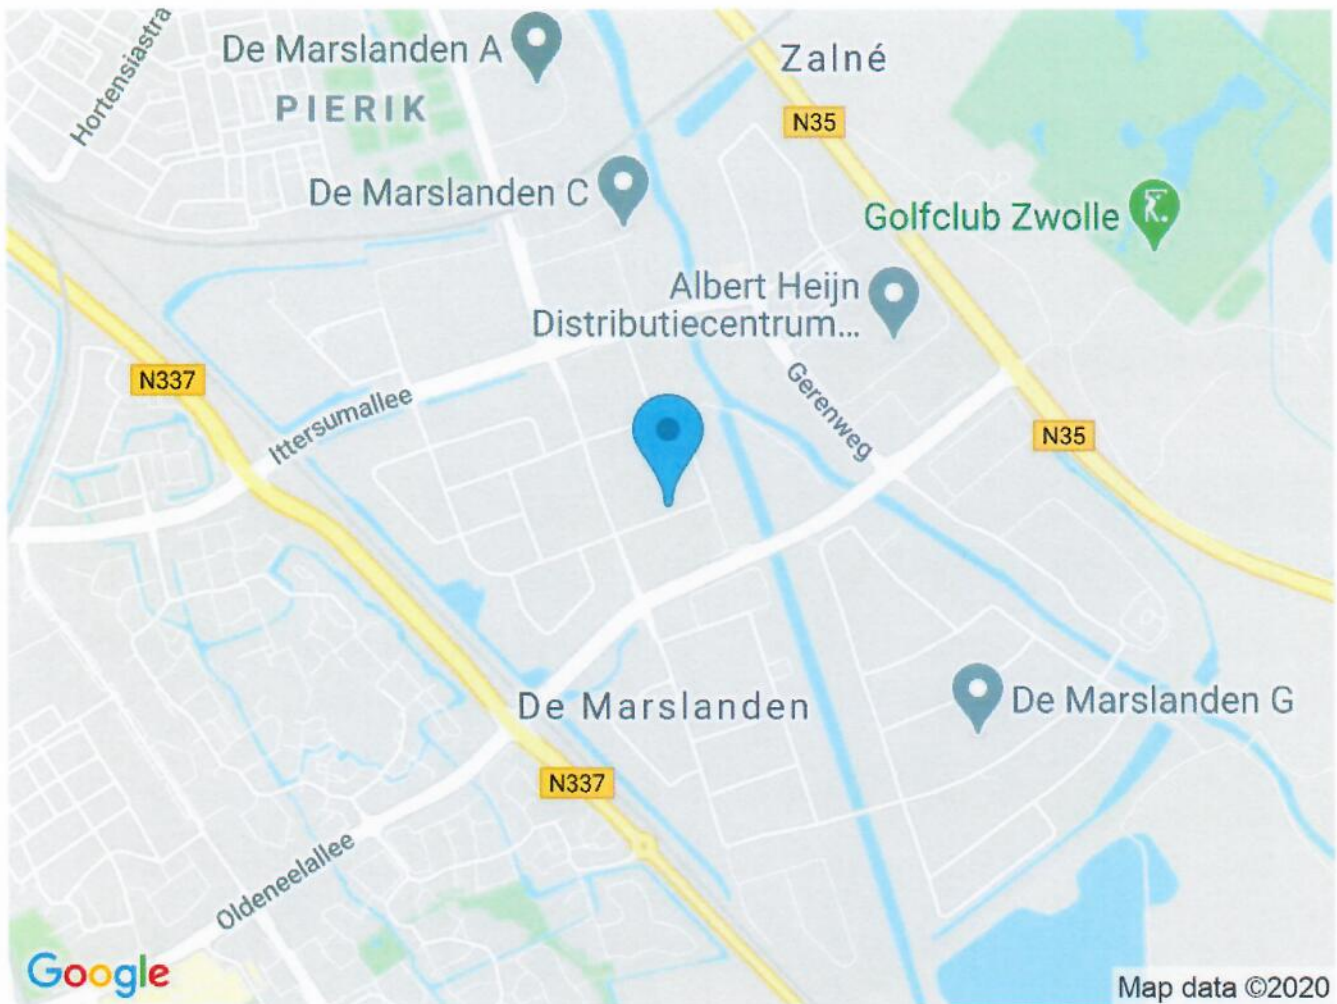 Hortensiastra
De Marslanden A
Zalné
PIERIK
N35
De Marslanden C
Golfclub Zwolle
Albert Heijn
Distributiecentrum...
N337
Ittersumallee
Gerenweg
N35
De Marslanden
De Marslanden G
N337
Oldeneelallee
Google
Map data ©2020